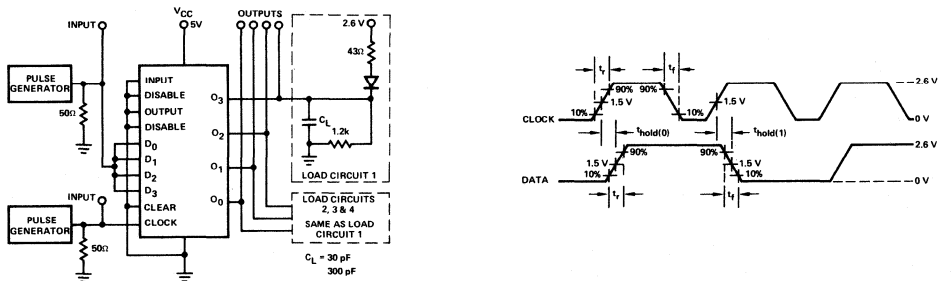 INPUT
VCC
5V
OUTPUTS
2.6 V
43Ω
PULSE
GENERATOR
50Ω
INPUT
DISABLE
OUTPUT
DISABLE
D0
D1
D2
D3
CLEAR
CLOCK
O3
O2
O1
O0
CL
1.2k
LOAD CIRCUIT 1
LOAD CIRCUITS
2, 3 & 4
SAME AS LOAD
CIRCUIT 1
INPUT
PULSE
GENERATOR
50Ω
CL = 30 pF
300 pF
tr
tf
2.6 V
90%
90%
1.5 V
1.5 V
10%
10%
CLOCK
0 V
thold(0)
thold(1)
2.6 V
90%
90%
1.5 V
1.5 V
10%
10%
DATA
0 V
tr
tf